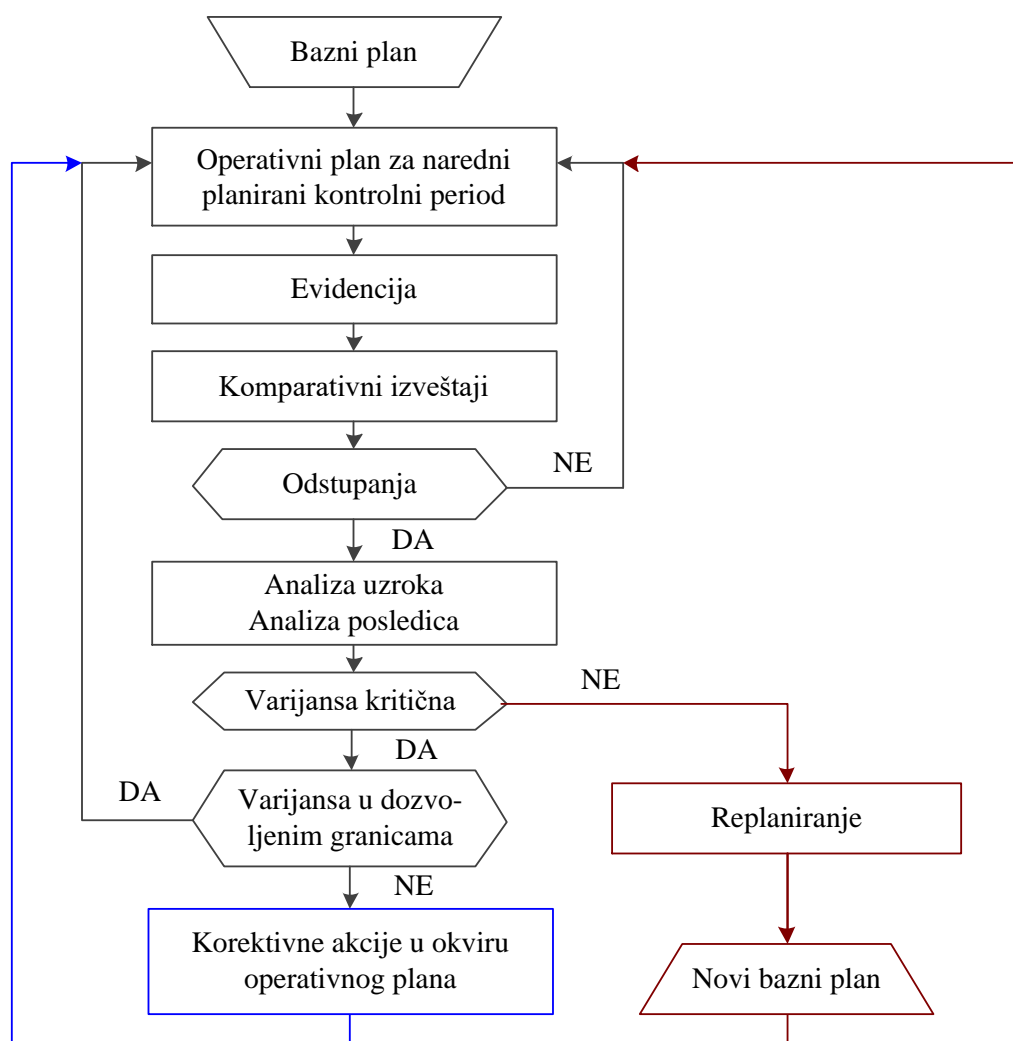 Bazni plan
Operativni plan za naredni
planirani kontrolni period
Evidencija
Komparativni izveštaji
Odstupanja
NE
DA
Analiza uzroka
Analiza posledica
Varijansa kritična
NE
DA
Varijansa u dozvo-
ljenim granicama
DA
NE
Replaniranje
Korektivne akcije u okviru
operativnog plana
Novi bazni plan